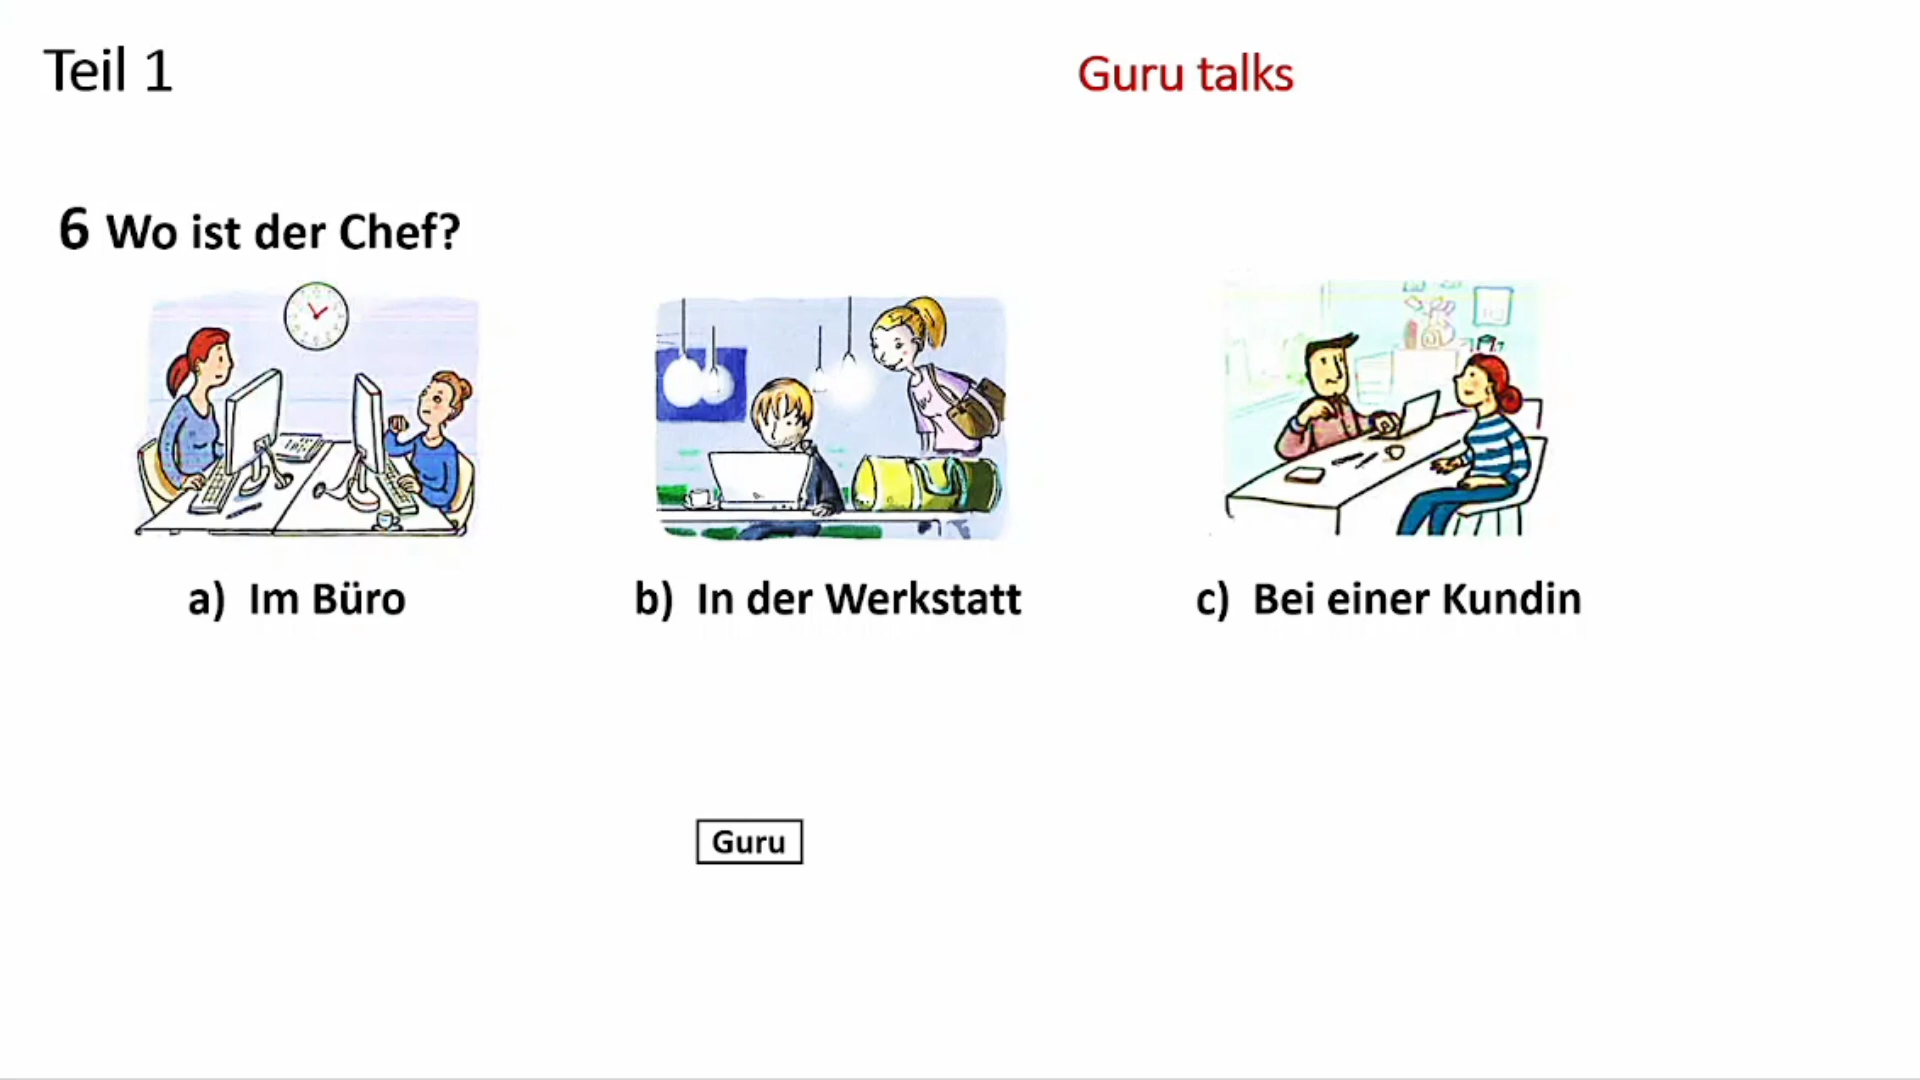 Teil 1
Guru talks
6 Wo ist der Chef?
a) Im Büro
b) In der Werkstatt
c) Bei einer Kundin
Guru